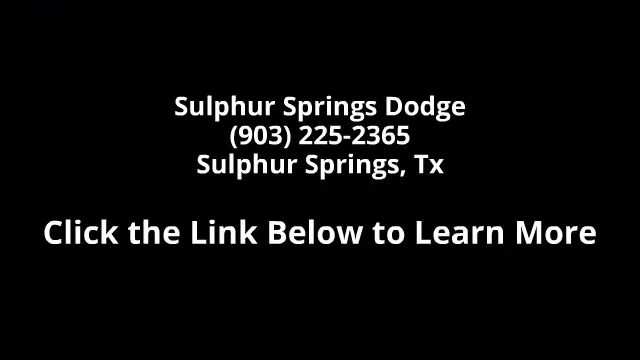 Sulphur Springs Dodge
(903) 225-2365
Sulphur Springs, Tx
Click the Link Below to Learn More